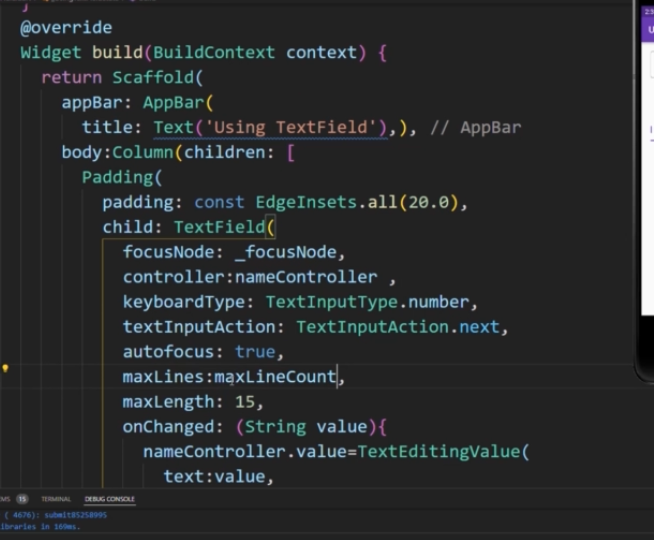 }
@override
Widget build(BuildContext context) {
return Scaffold(
appBar: AppBar(
title: Text('Using TextField'),), // AppBar
body:Column(children: [
Padding(
padding: const EdgeInsets.all(20.0),
child: TextField(
focusNode: _focusNode,
controller:nameController ,
keyboardType: TextInputType.number,
textInputAction: TextInputAction.next,
autofocus: true,
maxLines:maxLineCount,
maxLength: 15,
onChanged: (String value){
nameController.value=TextEditingValue(
text:value,
MS 15 TERMINAL DEBUG CONSOLE
( 4676): submit85258995
ibraries in 169ms.